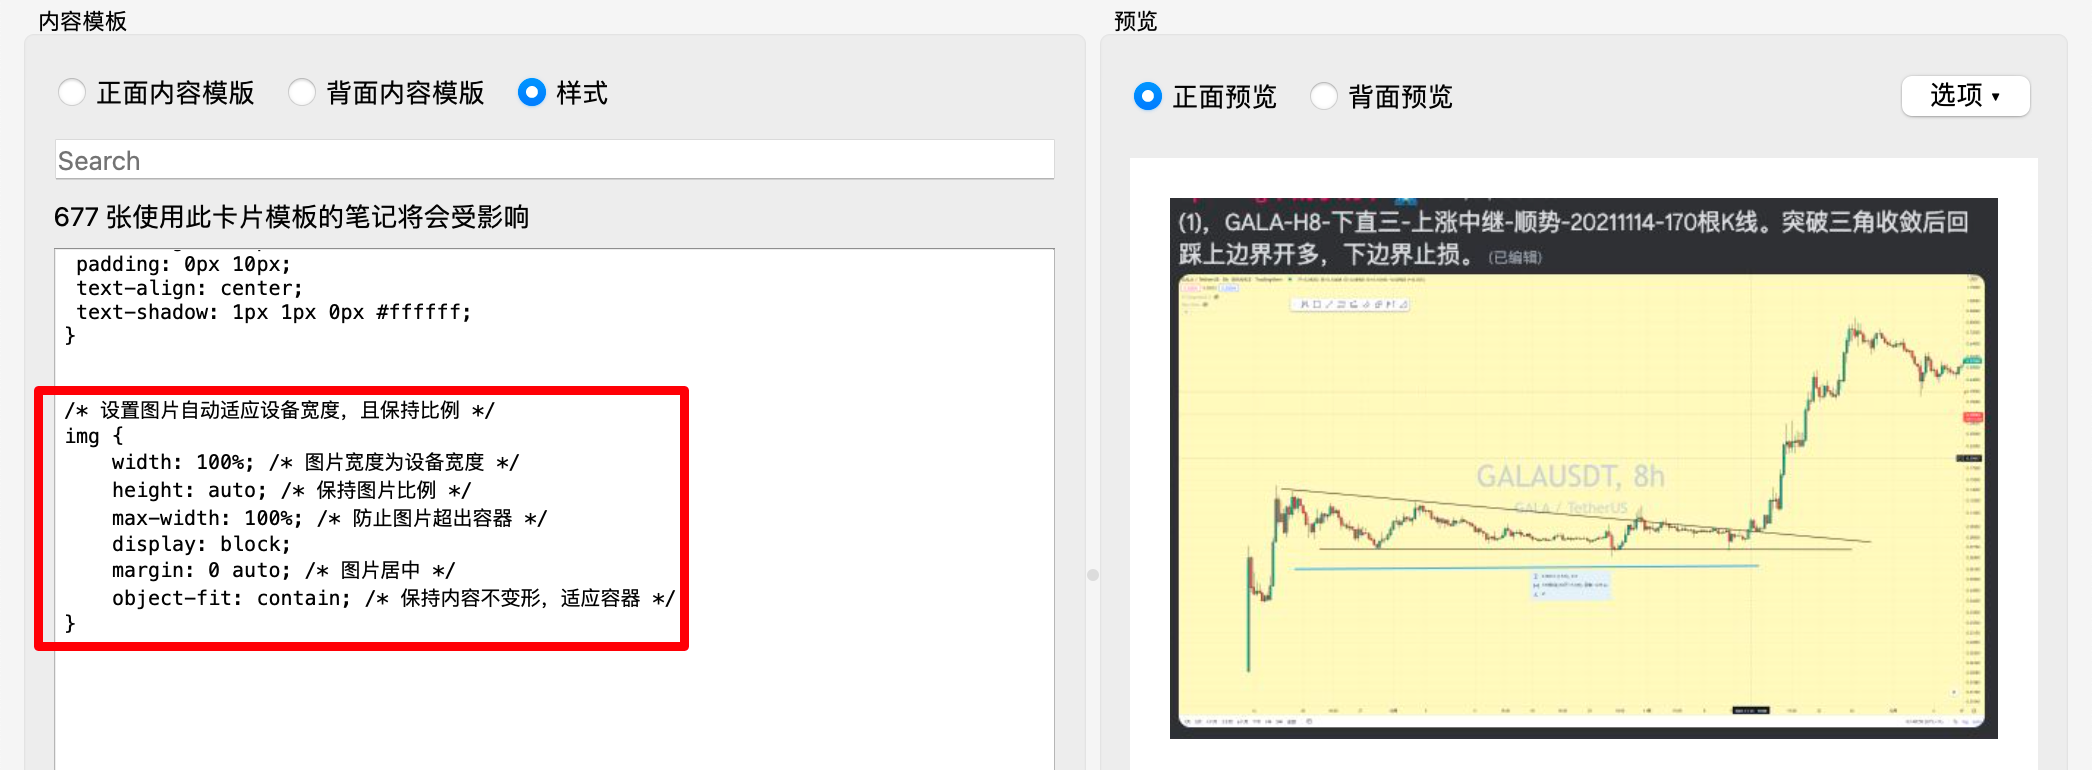 内容模板
正面内容模版
背面内容模版
样式
Search
677 张使用此卡片模板的笔记将会受影响
padding: 0px 10px;
text-align: center;
text-shadow: 1px 1px 0px #ffffff;
}
/* 设置图片自动适应设备宽度，且保持比例 */
img {
width: 100%; /* 图片宽度为设备宽度 */
height: auto; /* 保持图片比例 */
max-width: 100%; /* 防止图片超出容器 */
display: block;
margin: 0 auto; /* 图片居中 */
object-fit: contain; /* 保持内容不变形，适应容器 */
}
预览
正面预览
背面预览
选项 ▾
(1)，GALA-H8-下直三-上涨中继-顺势-20211114-170根K线。突破三角收敛后回
踩上边界开多，下边界止损。 (已编辑)
GALAUSDT, 8h
GALA / TetherUS